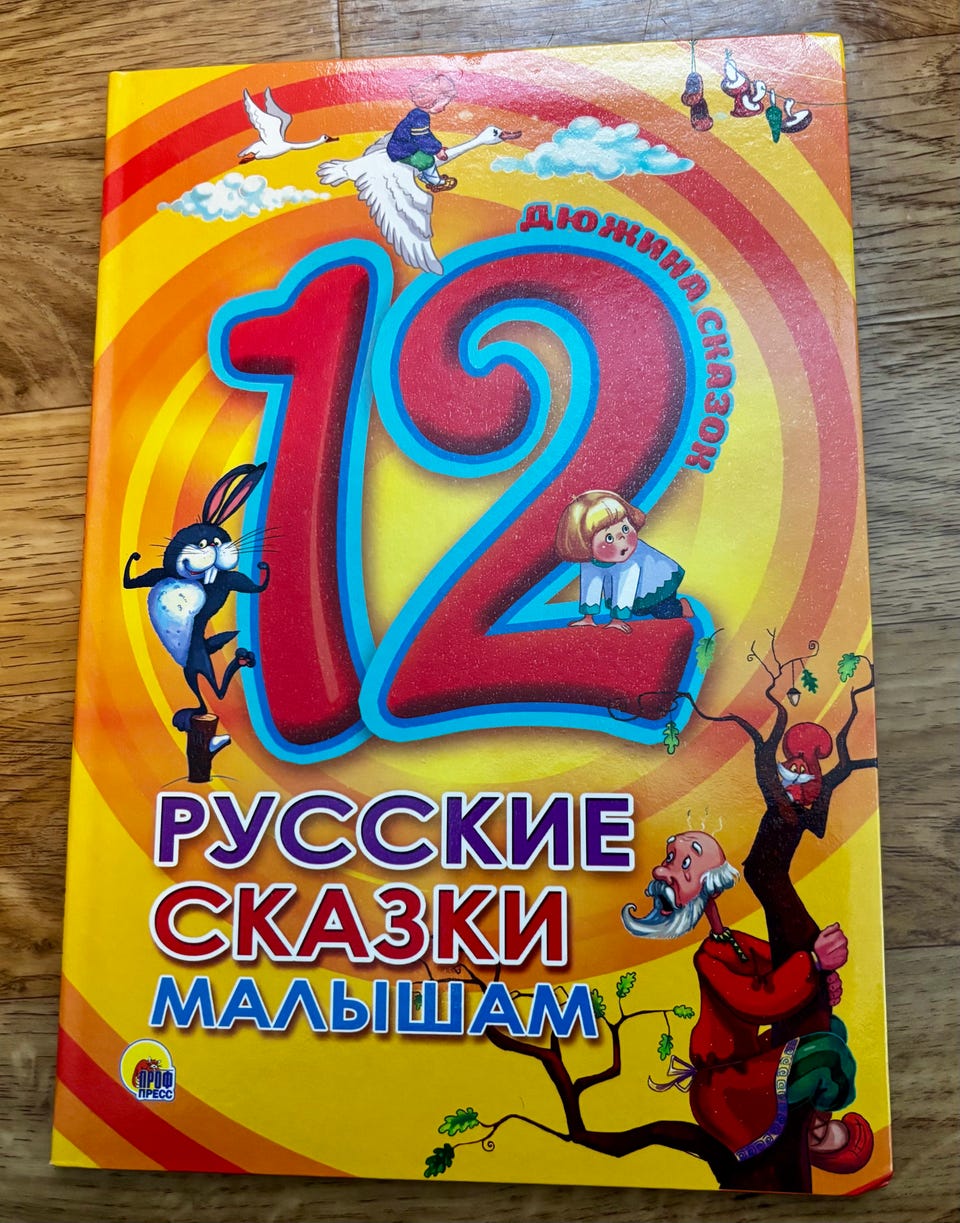 ДЮЖИНА СКАЗОК
12
РУССКИЕ
СКАЗКИ
МАЛЫШАМ
ПРОФ
ПРЕСС